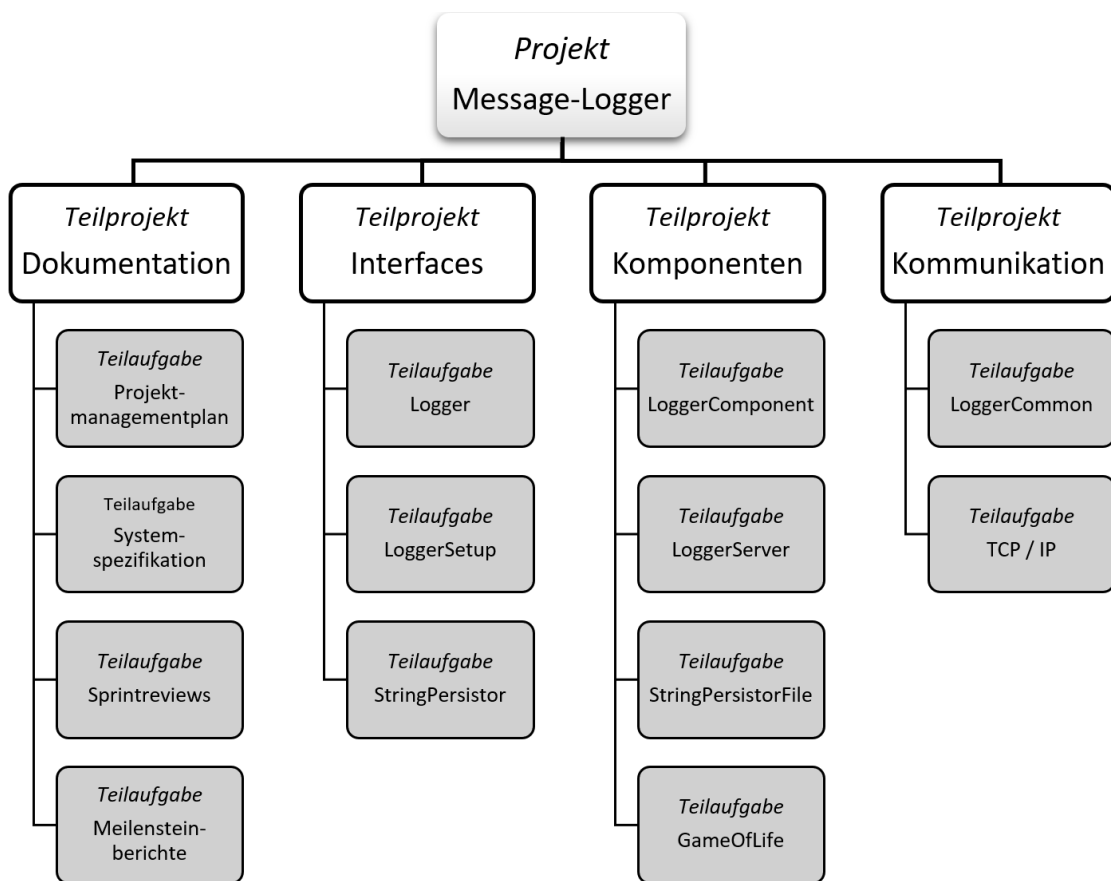 Projekt
Message-Logger
Teilprojekt
Dokumentation
Teilaufgabe
Projekt-
managementplan
Teilaufgabe
System-
spezifikation
Teilaufgabe
Sprintreviews
Teilaufgabe
Meilenstein-
berichte
Teilprojekt
Interfaces
Teilaufgabe
Logger
Teilaufgabe
LoggerSetup
Teilaufgabe
StringPersistor
Teilprojekt
Komponenten
Teilaufgabe
LoggerComponent
Teilaufgabe
LoggerServer
Teilaufgabe
StringPersistorFile
Teilaufgabe
GameOfLife
Teilprojekt
Kommunikation
Teilaufgabe
LoggerCommon
Teilaufgabe
TCP / IP